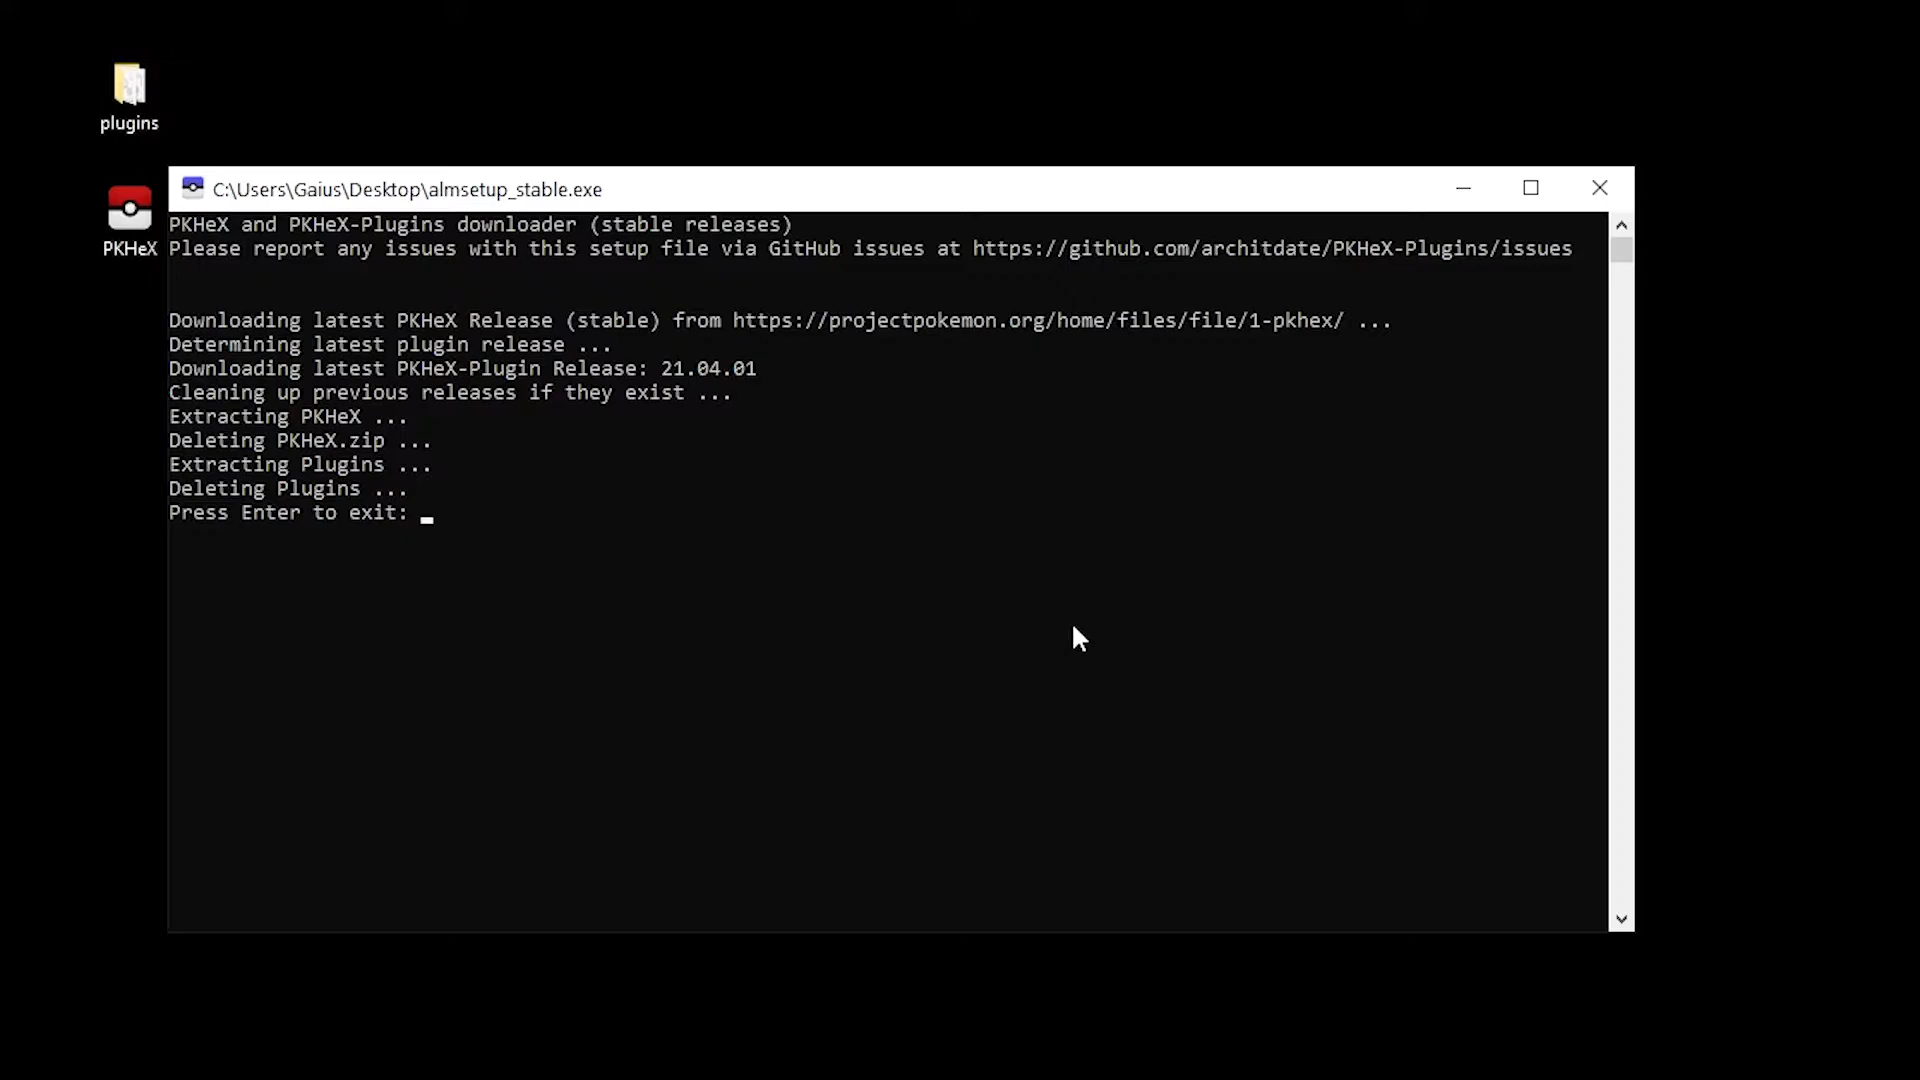 plugins
PKHeX
C:\Users\Gaius\Desktop\almsetup_stable.exe
PKHeX and PKHeX-Plugins downloader (stable releases)
Please report any issues with this setup file via GitHub issues at https://github.com/architdate/PKHeX-Plugins/issues
Downloading latest PKHeX Release (stable) from https://projectpokemon.org/home/files/file/1-pkhex/ ...
Determining latest plugin release ...
Downloading latest PKHeX-Plugin Release: 21.04.01
Cleaning up previous releases if they exist ...
Extracting PKHeX ...
Deleting PKHeX.zip ...
Extracting Plugins ...
Deleting Plugins ...
Press Enter to exit: